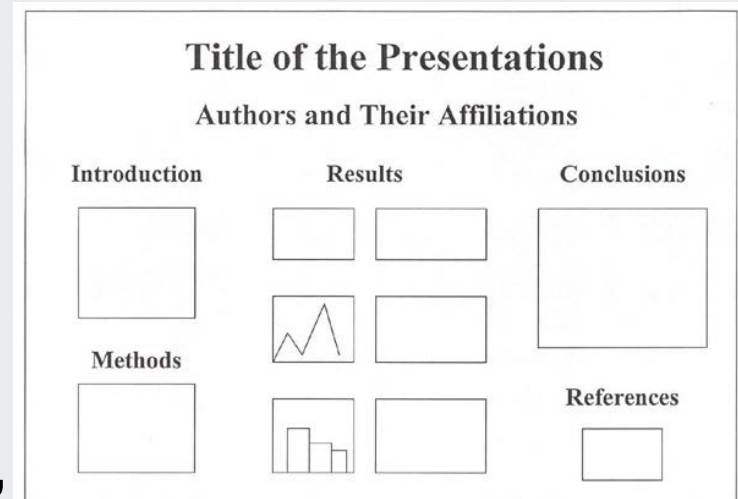 Title of the Presentations
Authors and Their Affiliations
Introduction
Results
Conclusions
Methods
References